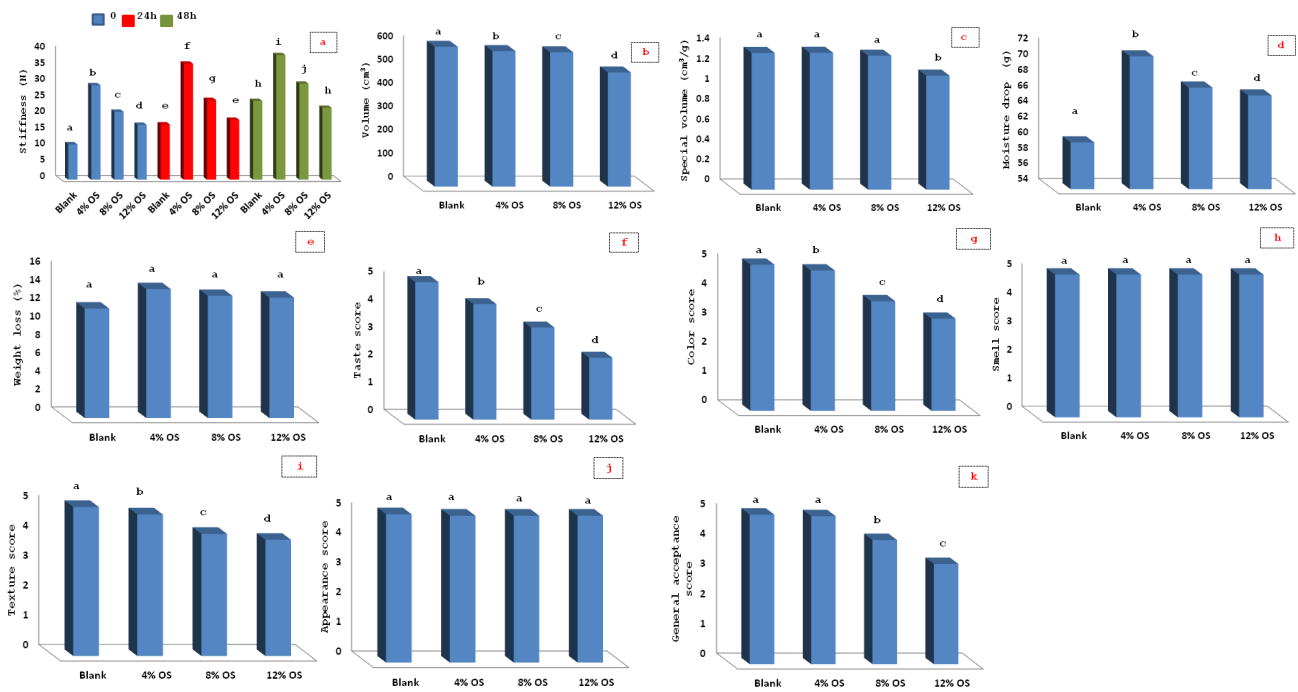 0 24h 48h
a
Stiffness (N)
40
35
30
25
20
15
10
5
0
a b c d e f g e h i j h
Blank 4% OS 8% OS 12% OS Blank 4% OS 8% OS 12% OS Blank 4% OS 8% OS 12% OS
b
Volume (cm³)
600
500
400
300
200
100
0
a b c d
Blank 4% OS 8% OS 12% OS
c
Special volume (cm³/g)
1.4
1.2
1
0.8
0.6
0.4
0.2
0
a a a b
Blank 4% OS 8% OS 12% OS
d
Moisture drop (g)
72
70
68
66
64
62
60
58
56
54
a b c d
Blank 4% OS 8% OS 12% OS
e
Weight loss (%)
16
14
12
10
8
6
4
2
0
a a a a
Blank 4% OS 8% OS 12% OS
f
Taste score
5
4
3
2
1
0
a b c d
Blank 4% OS 8% OS 12% OS
g
Color score
5
4
3
2
1
0
a b c d
Blank 4% OS 8% OS 12% OS
h
Smell score
5
4
3
2
1
0
a a a a
Blank 4% OS 8% OS 12% OS
i
Texture score
5
4
3
2
1
0
a b c d
Blank 4% OS 8% OS 12% OS
j
Appearance score
5
4
3
2
1
0
a a a a
Blank 4% OS 8% OS 12% OS
k
General acceptance
score
5
4
3
2
1
0
a a b c
Blank 4% OS 8% OS 12% OS